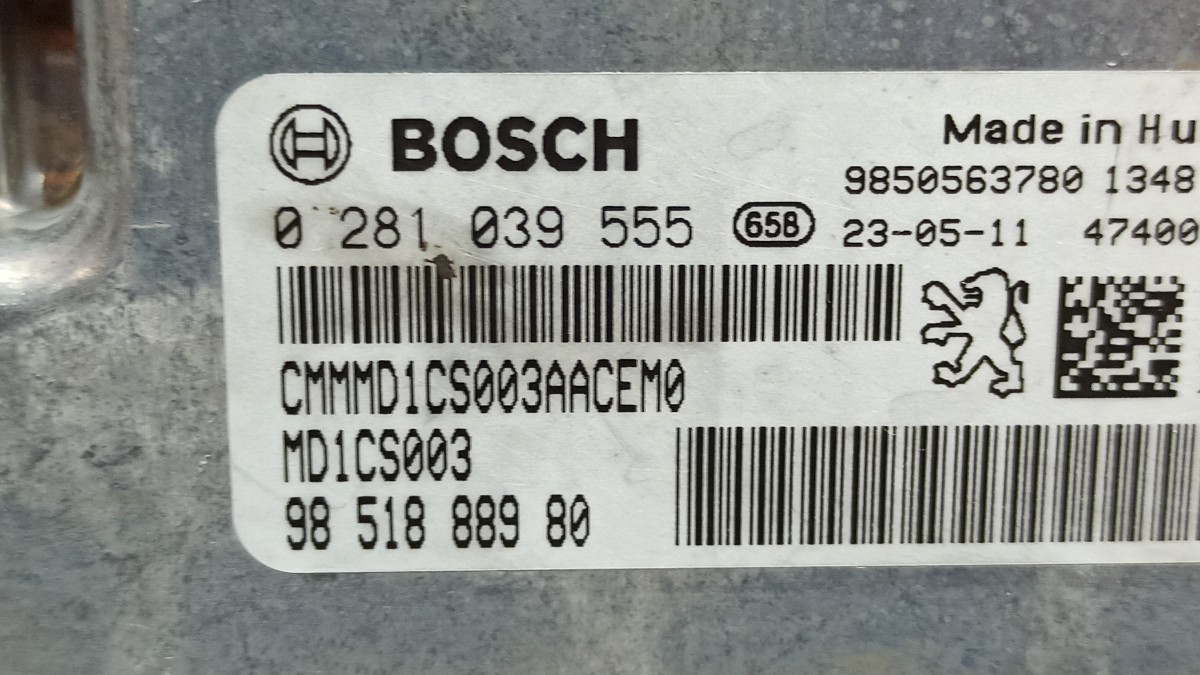 BOSCH
Made in Hu
9850563780 1348
0 281 039 555 658
23-05-11 47400
CMMMD1CS003AACEM0
MD1CS003
98 518 889 80